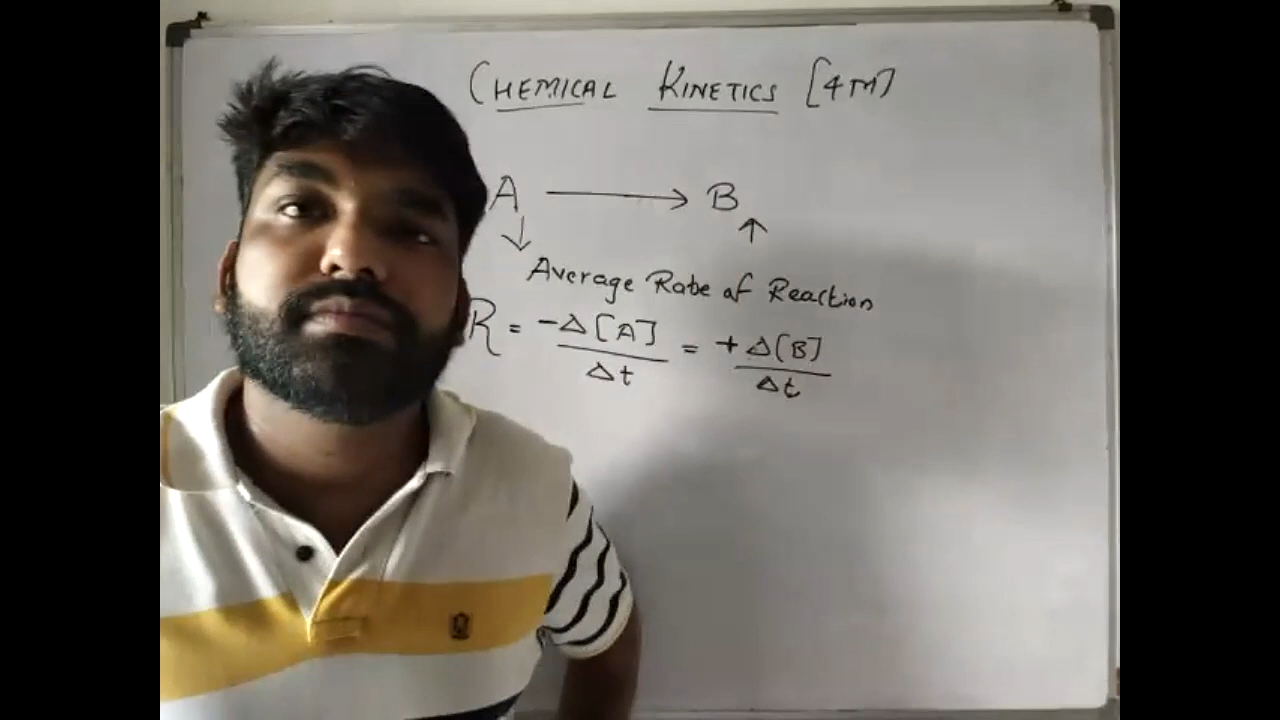 CHEMICAL KINETICS [4M]
A ⟶ B
↓ ↑
Average Rate of Reaction
R = -Δ[A] / Δt = +Δ[B] / Δt